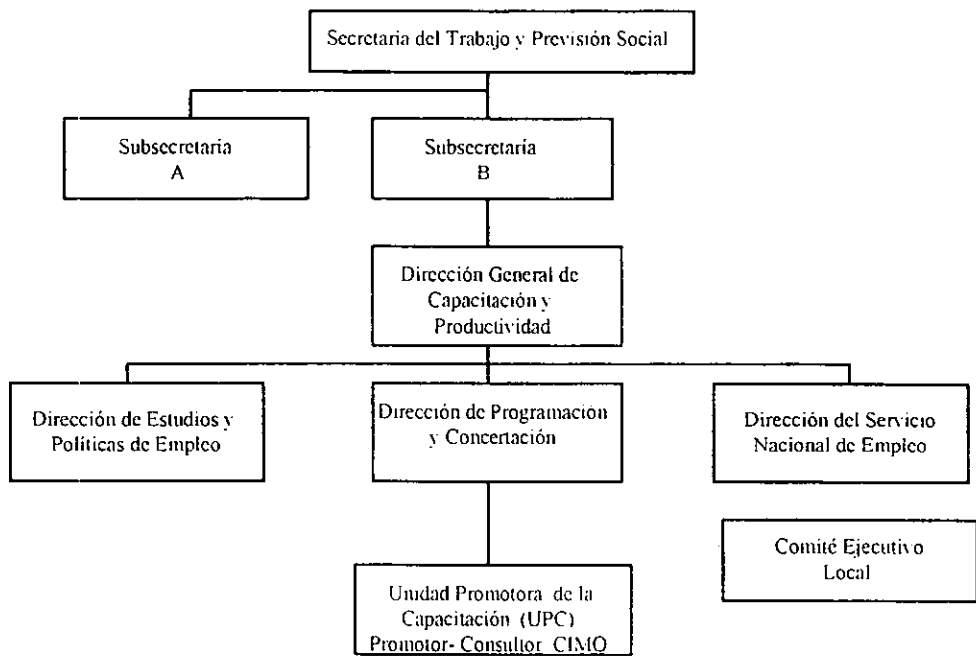 Secretaria del Trabajo y Previsión Social
Subsecretaria
A
Subsecretaría
B
Dirección General de
Capacitación y
Productividad
Dirección de Estudios y
Políticas de Empleo
Dirección de Programación
y Concertación
Dirección del Servicio
Nacional de Empleo
Comité Ejecutivo
Local
Unidad Promotora de la
Capacitación (UPC)
Promotor- Consultor CIMO